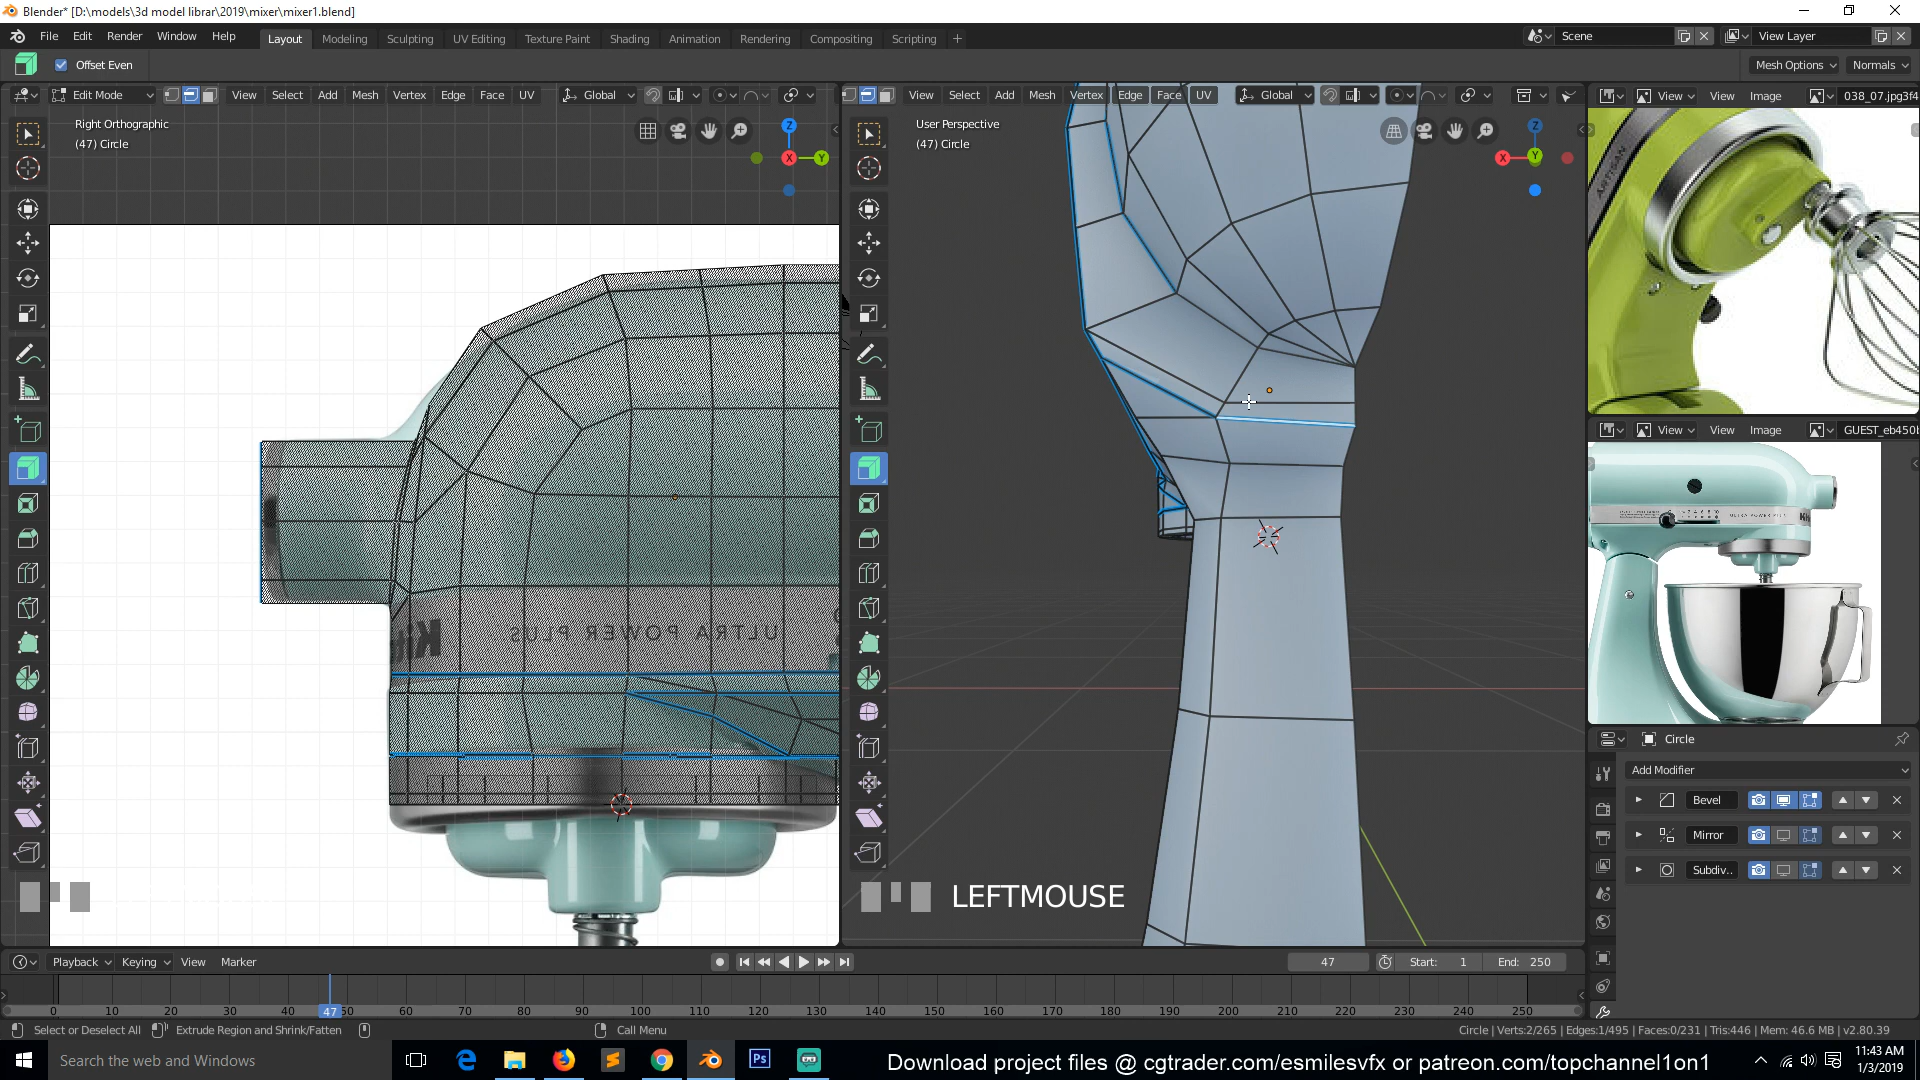 Blender* [D:\models\3d model librar\2019\mixer\mixer1.blend]
File Edit Render Window Help Layout Modeling Sculpting UV Editing Texture Paint Shading Animation Rendering Compositing Scripting + Scene View Layer
Offset Even Mesh Options Normals
Edit Mode View Select Add Mesh Vertex Edge Face UV Global View Select Add Mesh Vertex Edge Face UV Global View View Image 038_07.jpg3f4
Right Orthographic
(47) Circle
User Perspective
(47) Circle
Z
X
Y
Z
X
Y
ARTISAN
View View Image GUEST_eb450b
ULTRA POWER PLUS
Circle
Add Modifier
Bevel
Mirror
Subdiv..
LEFTMOUSE
Playback Keying View Marker 47 Start: 1 End: 250
0 10 20 30 40 47 50 60 70 80 90 100 110 120 130 140 150 160 170 180 190 200 210 220 230 240 250
Select or Deselect All Extrude Region and Shrink/Fatten Call Menu Circle | Verts:2/265 | Edges:1/495 | Faces:0/231 | Tris:446 | Mem: 46.6 MB | v2.80.39
Search the web and Windows Ps Download project files @ cgtrader.com/esmilesvfx or patreon.com/topchannel1on1 11:43 AM
1/3/2019